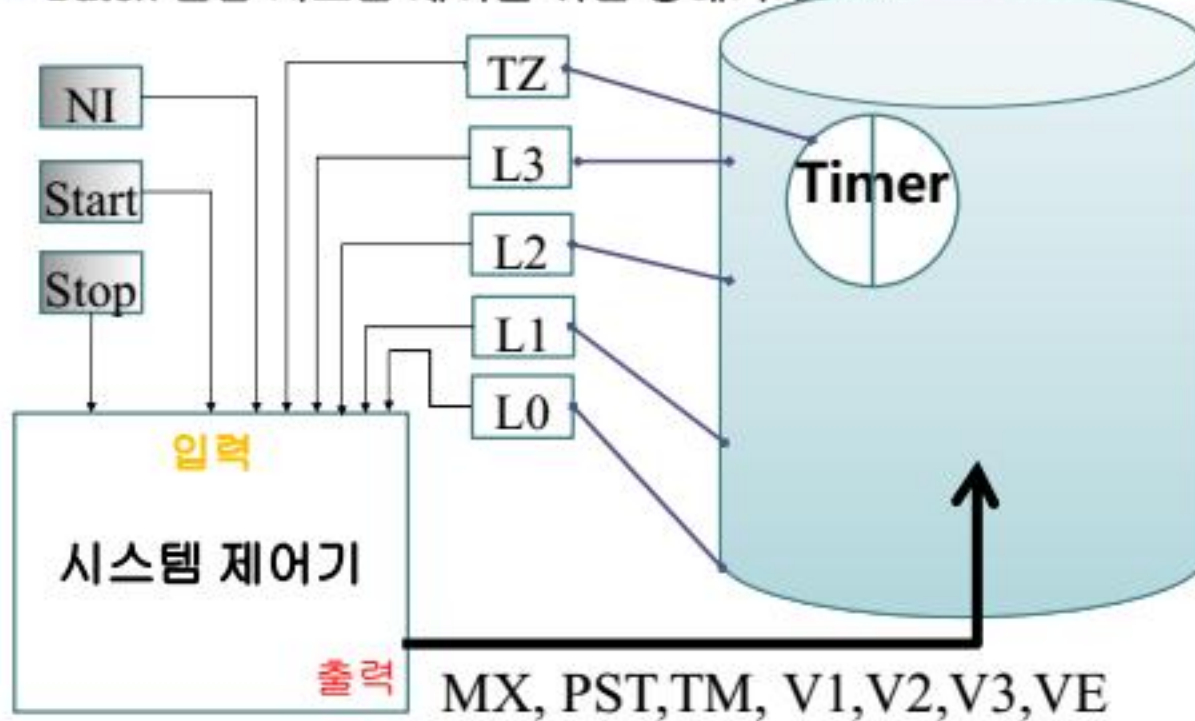 NI
Start
Stop
TZ
L3
L2
L1
L0
Timer
입력
시스템 제어기
출력
MX, PST,TM, V1,V2,V3,VE